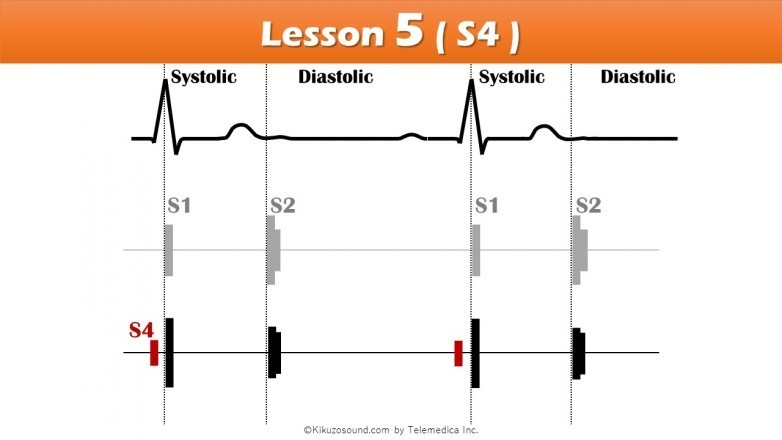 Lesson 5 ( S4 )
Systolic Diastolic Systolic Diastolic
S1 S2 S1 S2
S4
©Kikuzosound.com by Telemedica Inc.